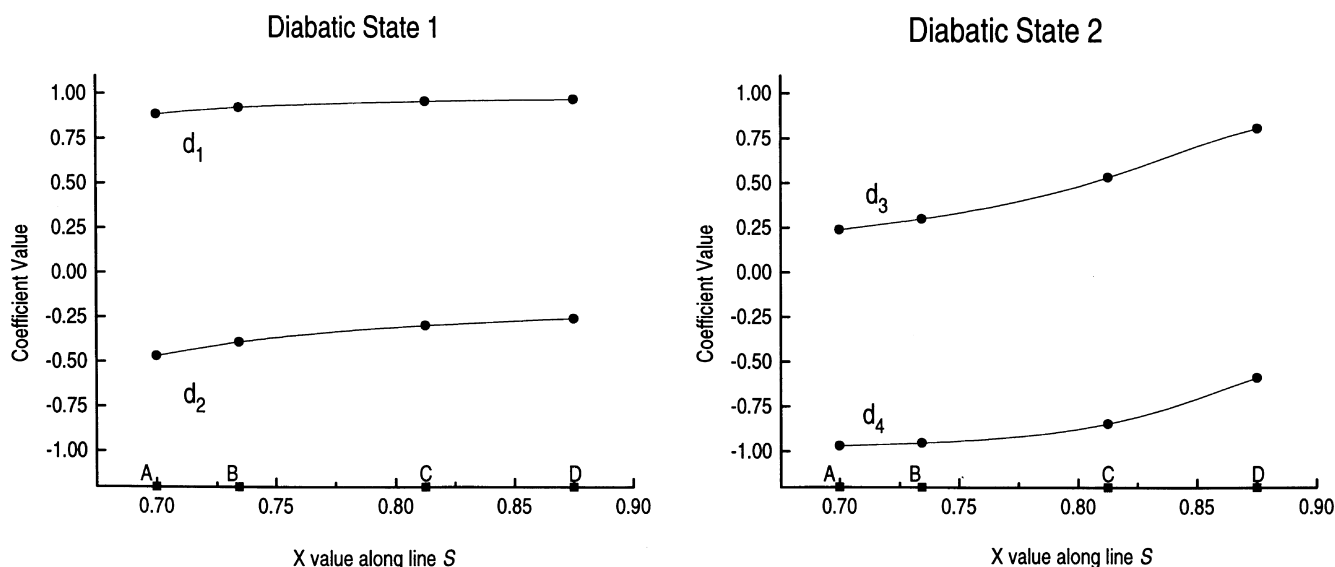 Diabatic State 1
1.00
0.75
0.50
0.25
0.00
-0.25
-0.50
-0.75
-1.00
Coefficient Value
d1
d2
A B C D
0.70 0.75 0.80 0.85 0.90
X value along line S
Diabatic State 2
1.00
0.75
0.50
0.25
0.00
-0.25
-0.50
-0.75
-1.00
Coefficient Value
d3
d4
A B C D
0.70 0.75 0.80 0.85 0.90
X value along line S